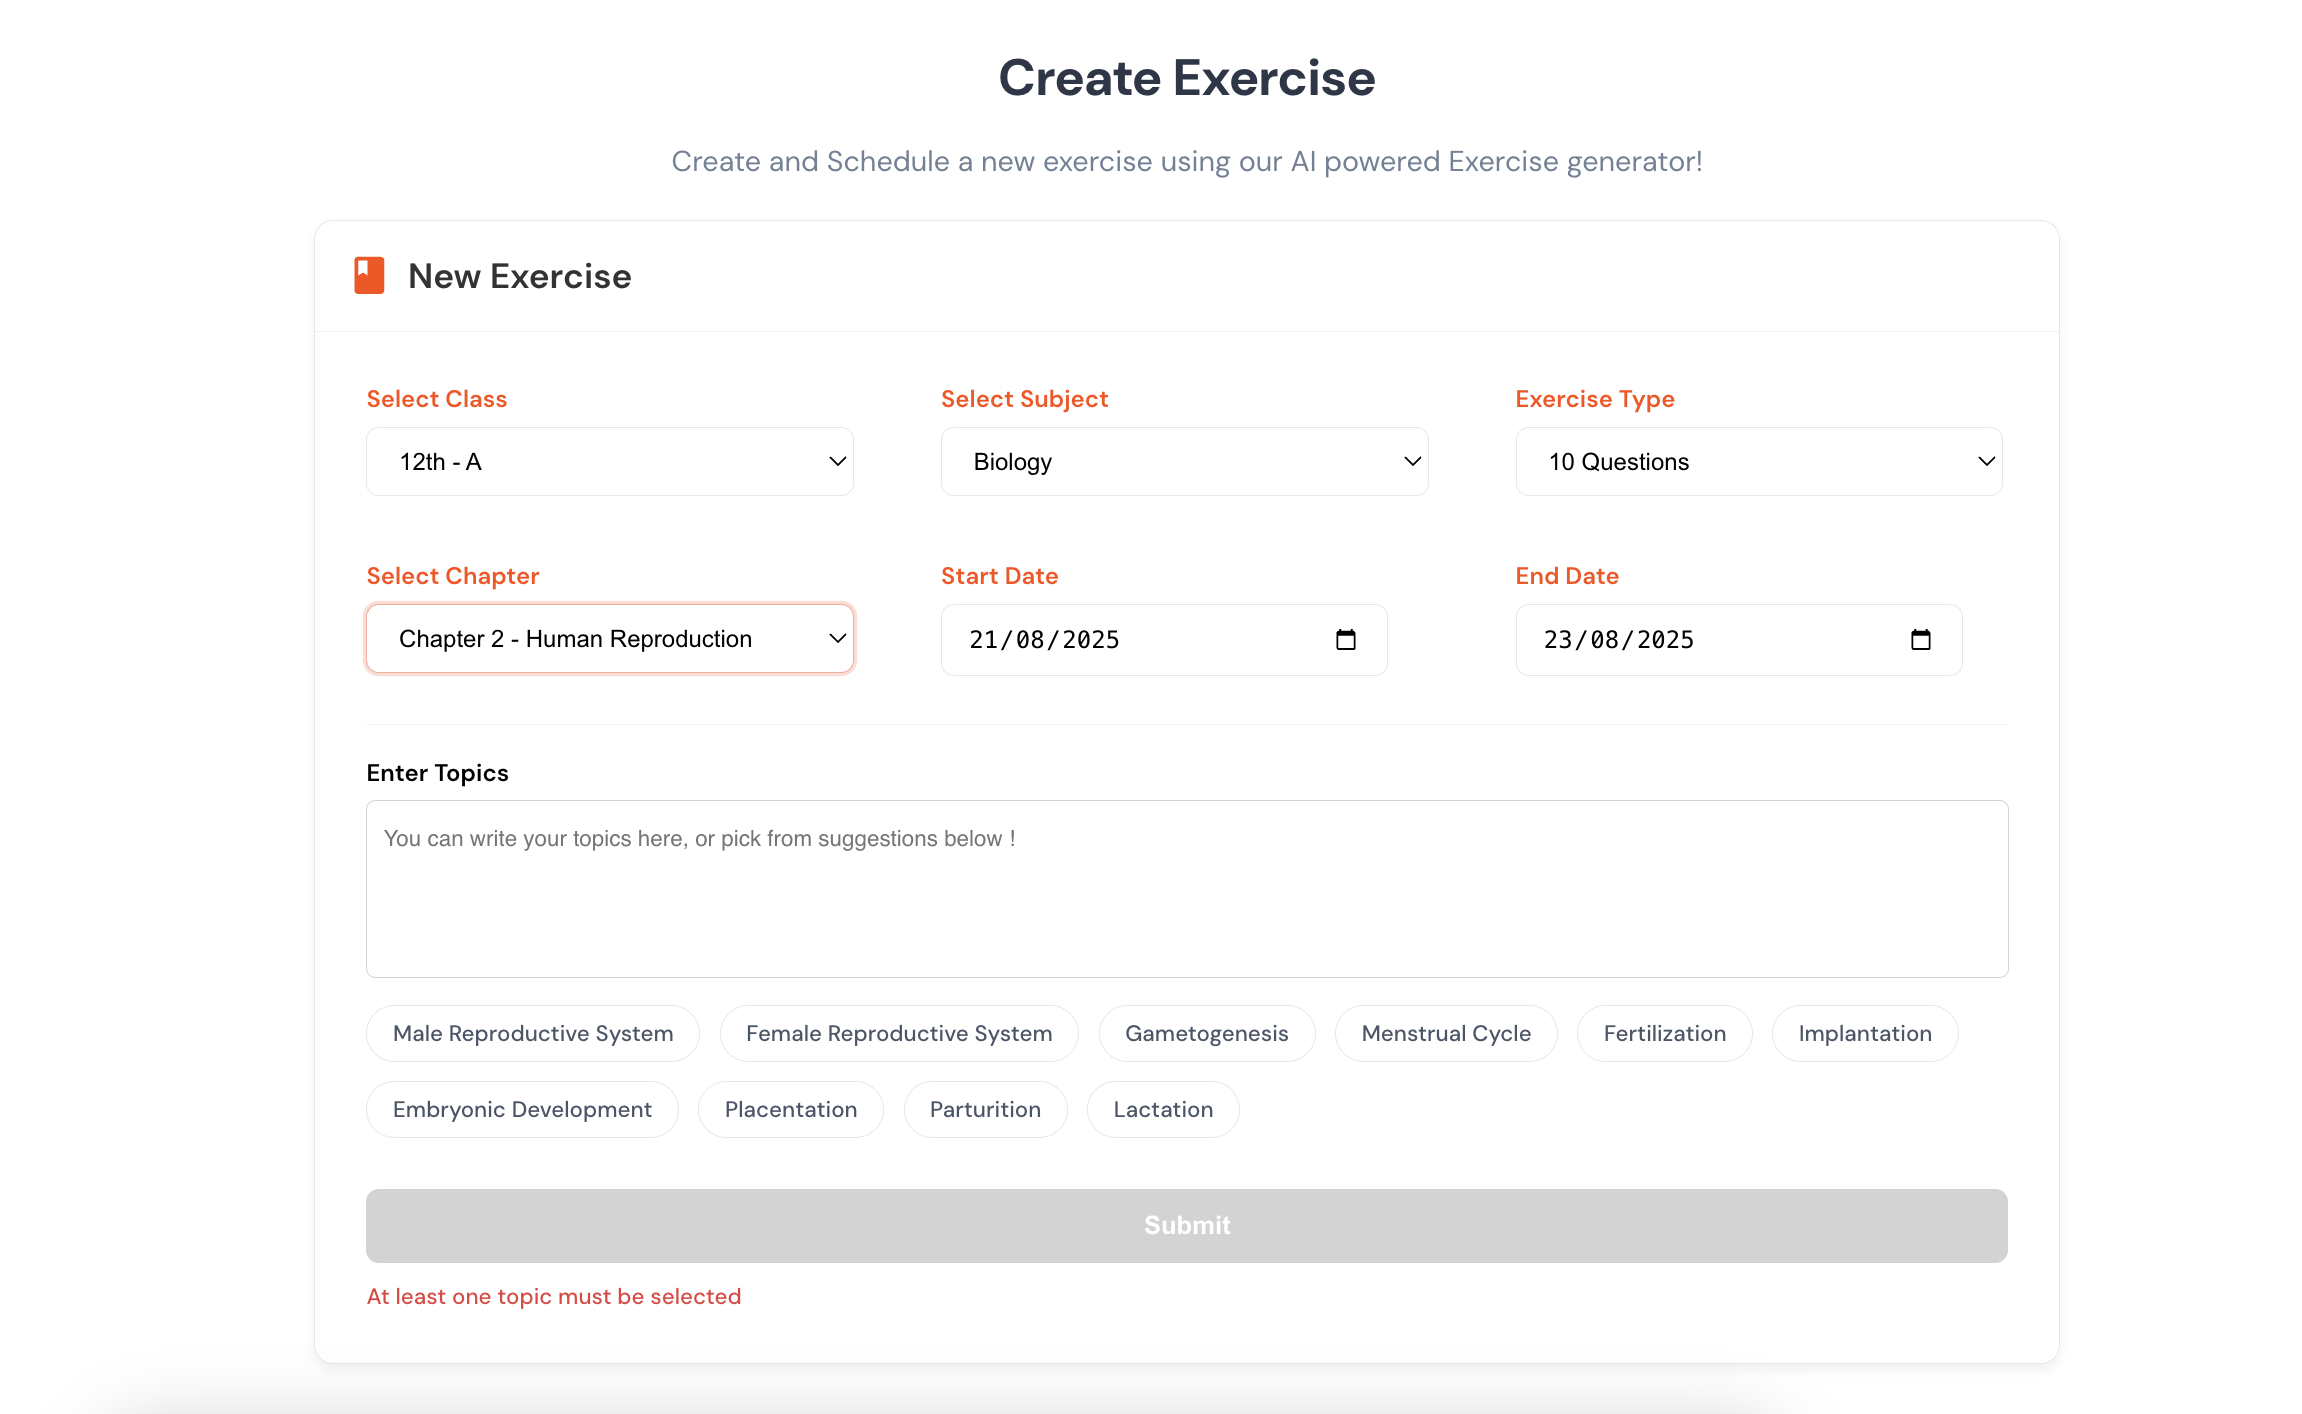 Create Exercise
Create and Schedule a new exercise using our AI powered Exercise generator!
New Exercise
Select Class
Select Subject
Exercise Type
12th - A
Biology
10 Questions
Select Chapter
Start Date
End Date
Chapter 2 - Human Reproduction
21/08/2025
23/08/2025
Enter Topics
You can write your topics here, or pick from suggestions below !
Male Reproductive System
Female Reproductive System
Gametogenesis
Menstrual Cycle
Fertilization
Implantation
Embryonic Development
Placentation
Parturition
Lactation
Submit
At least one topic must be selected